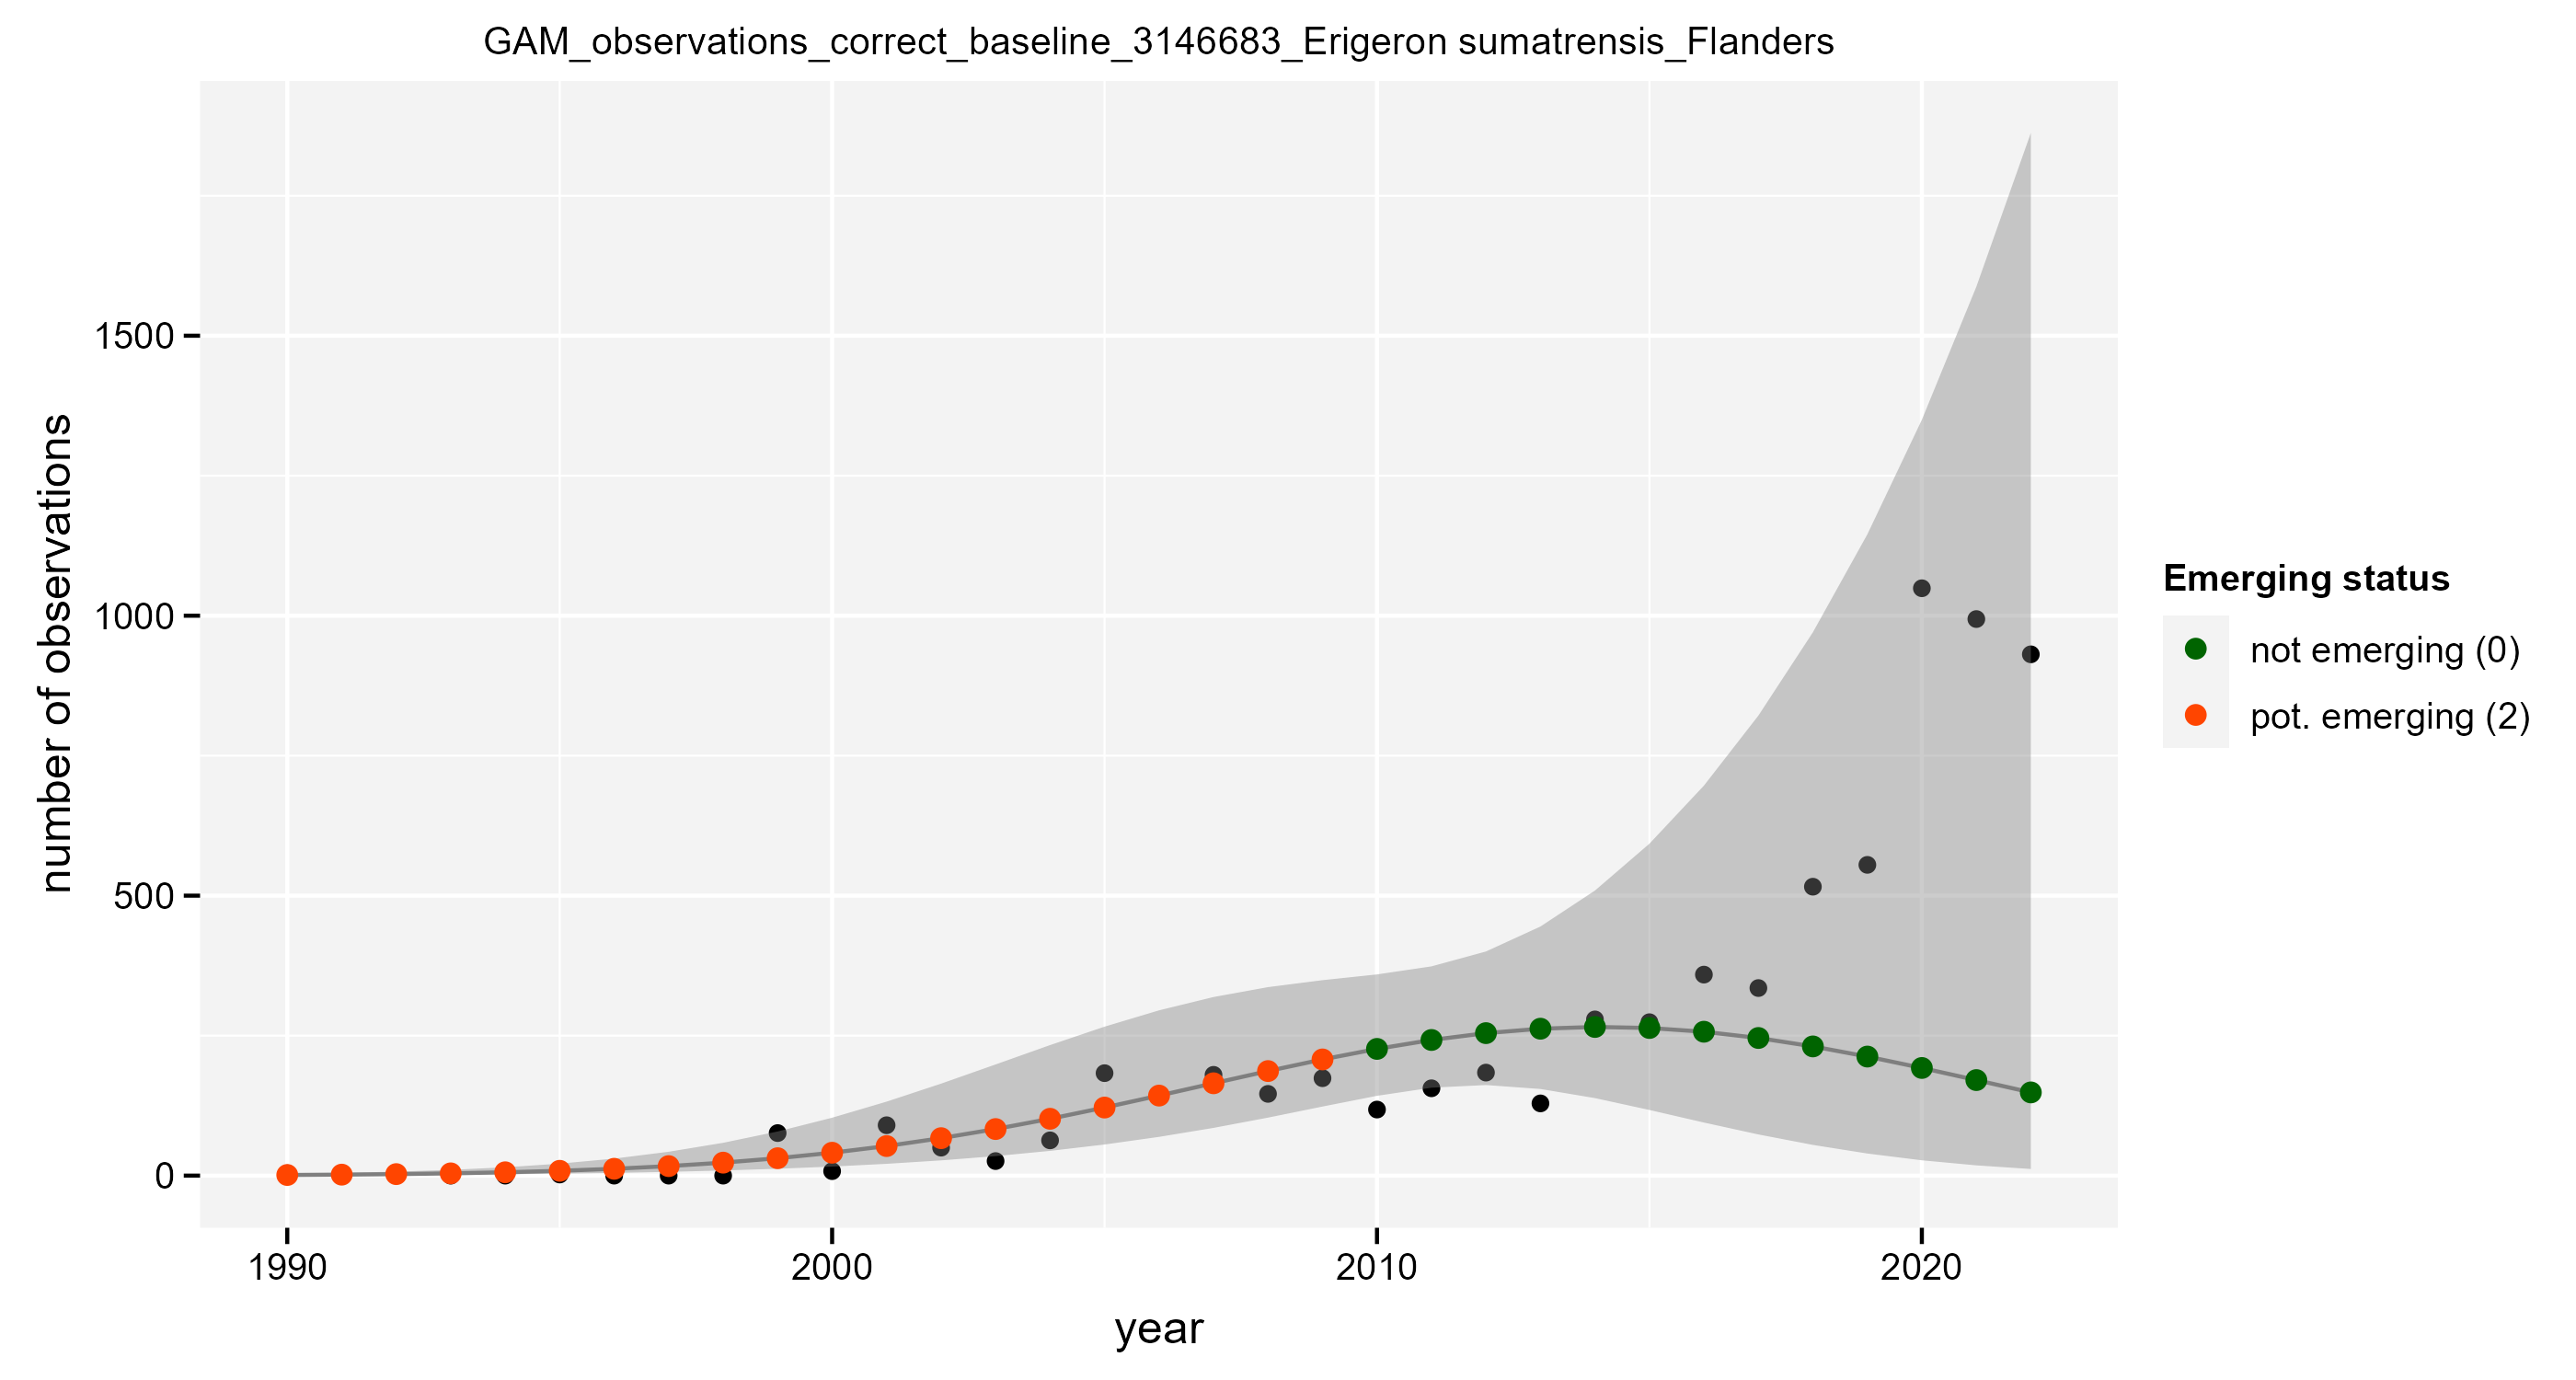 GAM_observations_correct_baseline_3146683_Erigeron sumatrensis_Flanders
number of observations
1500
1000
500
0
1990
2000
2010
2020
year
Emerging status
not emerging (0)
pot. emerging (2)